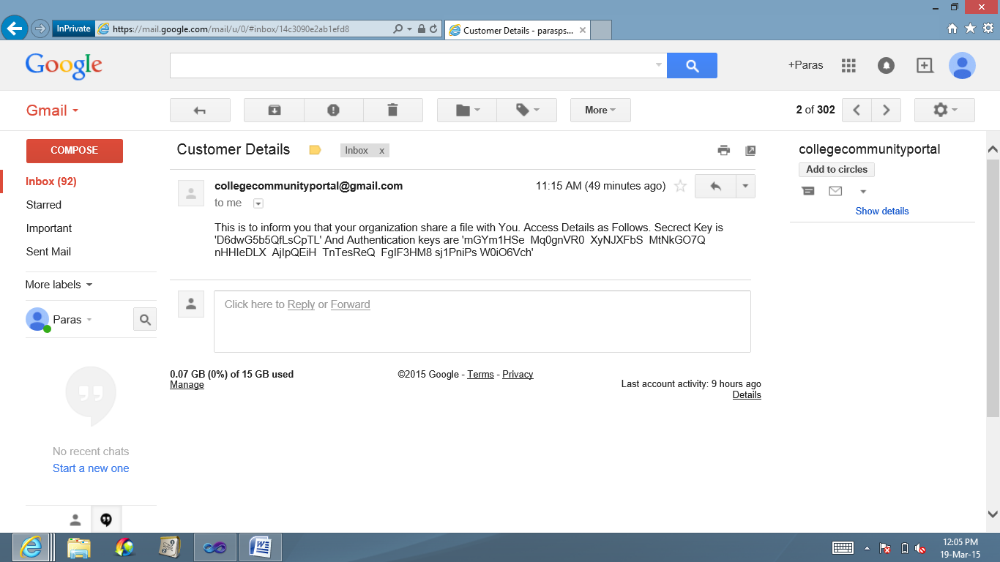 InPrivate https://mail.google.com/mail/u/0/#inbox/14c3090e2ab1efd8 Customer Details - parasps...
Google +Paras
Gmail More 2 of 302
COMPOSE
Inbox (92)
Starred
Important
Sent Mail
More labels
Paras
No recent chats
Start a new one
Customer Details Inbox x
collegecommunityportal@gmail.com 11:15 AM (49 minutes ago)
to me
This is to inform you that your organization share a file with You. Access Details as Follows. Secrect Key is
'D6dwG5b5QfLsCpTL' And Authentication keys are 'mGYm1HSe Mq0gnVR0 XyNJXFbS MtNkGO7Q
nHHIeDLX AjIpQEiH TnTesReQ FgIF3HM8 sj1PniPs W0iO6Vch'
Click here to Reply or Forward
0.07 GB (0%) of 15 GB used
Manage
©2015 Google - Terms - Privacy
Last account activity: 9 hours ago
Details
collegecommunityportal
Add to circles
Show details
12:05 PM
19-Mar-15